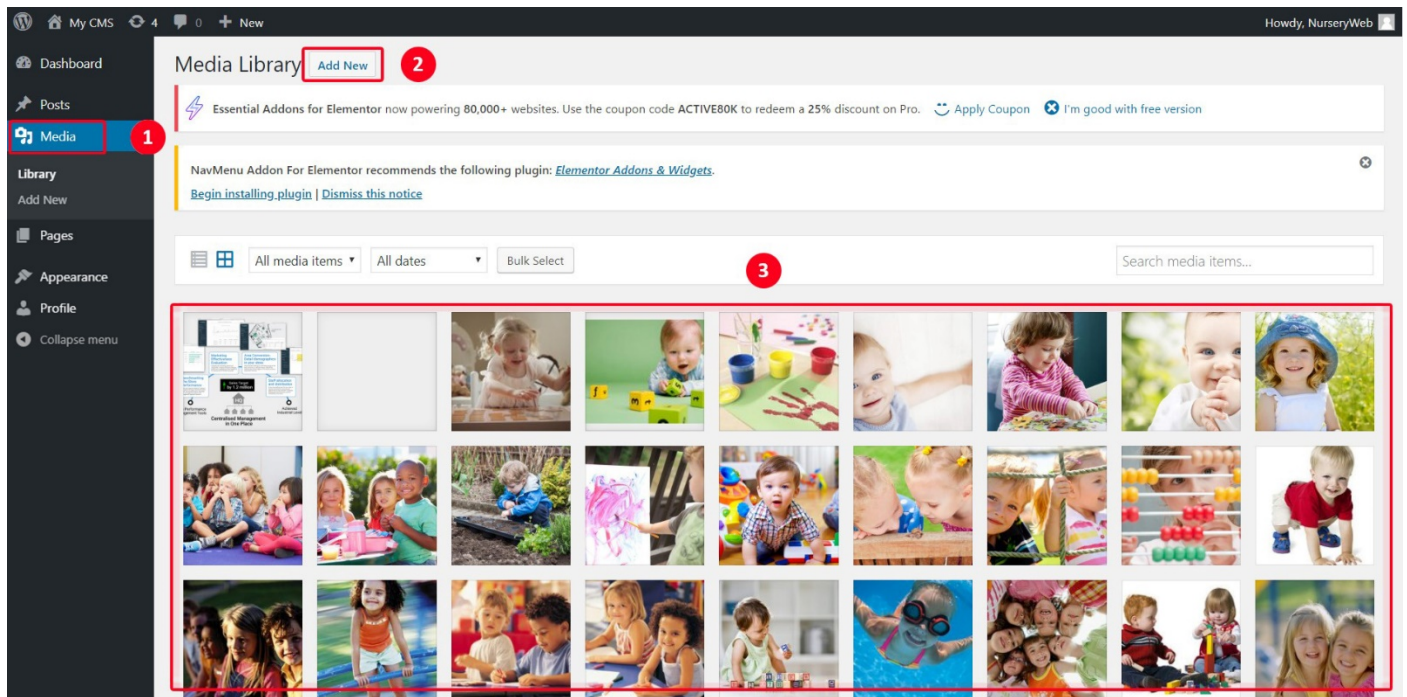 My CMS 4 0 New Howdy, NurseryWeb
Dashboard
Posts
Media 1
Library
Add New
Pages
Appearance
Profile
Collapse menu
Media Library Add New 2
Essential Addons for Elementor now powering 80,000+ websites. Use the coupon code ACTIVE80K to redeem a 25% discount on Pro. Apply Coupon I'm good with free version
NavMenu Addon For Elementor recommends the following plugin: Elementor Addons & Widgets.
Begin installing plugin | Dismiss this notice
All media items All dates Bulk Select 3 Search media items...
Centralised Management
in One Place